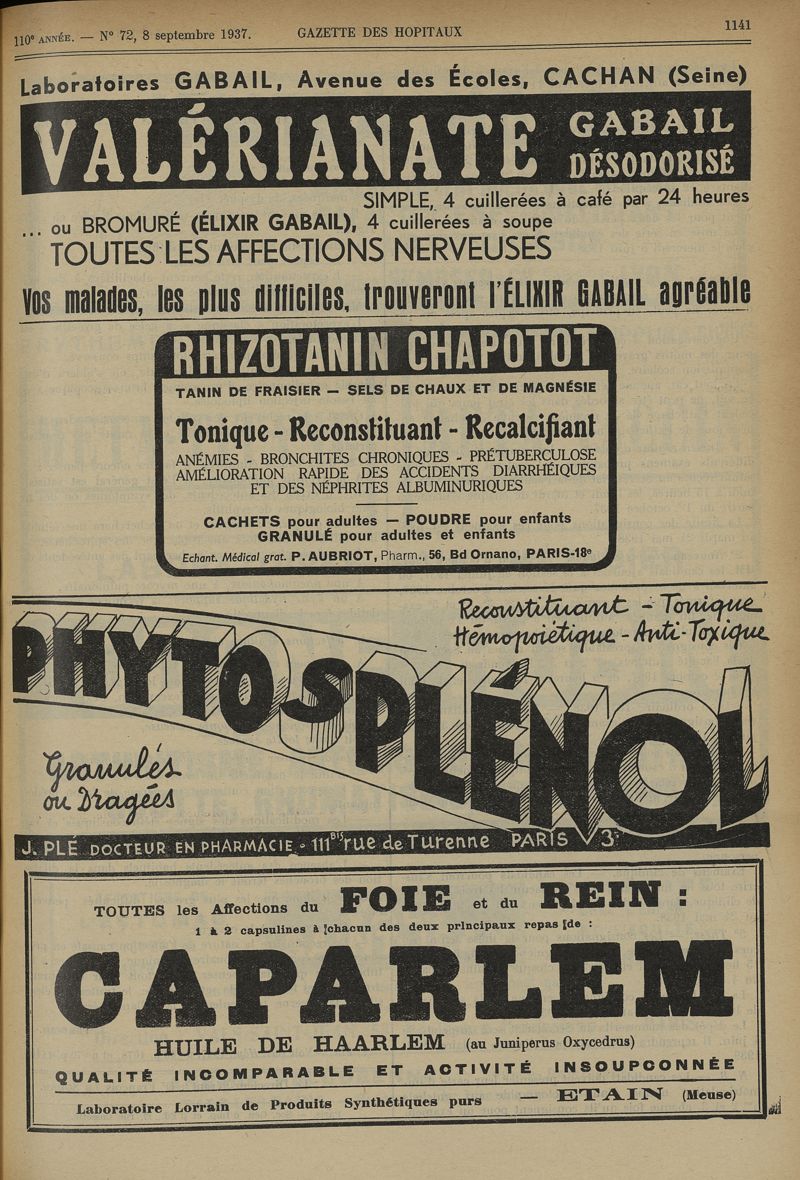 110e ANNÉE. — N° 72, 8 septembre 1937.
GAZETTE DES HOPITAUX
1141
Laboratoires GABAIL, Avenue des Écoles, CACHAN (Seine)
VALÉRIANATE GABAIL
DÉSODORISÉ
SIMPLE, 4 cuillerées à café par 24 heures
... ou BROMURÉ (ÉLIXIR GABAIL), 4 cuillerées à soupe
TOUTES LES AFFECTIONS NERVEUSES
Vos malades, les plus difficiles, trouveront l'ÉLIXIR GABAIL agréable
RHIZOTANIN CHAPOTOT
TANIN DE FRAISIER — SELS DE CHAUX ET DE MAGNÉSIE
Tonique - Reconstituant - Recalcifiant
ANÉMIES - BRONCHITES CHRONIQUES - PRÉTUBERCULOSE
AMÉLIORATION RAPIDE DES ACCIDENTS DIARRHÉIQUES
ET DES NÉPHRITES ALBUMINURIQUES
CACHETS pour adultes — POUDRE pour enfants
GRANULÉ pour adultes et enfants
Echant. Médical grat. P. AUBRIOT, Pharm., 56, Bd Ornano, PARIS-18e
Reconstituant - Tonique
Hémopoiétique - Anti-Toxique
PHYTOSPLÉNOL
Granulés
ou Dragées
J. PLÉ DOCTEUR EN PHARMACIE - 111BIS rue de Turenne PARIS 3e
TOUTES les Affections du FOIE et du REIN :
1 à 2 capsulines à [chacun des deux principaux repas [de :
CAPARLEM
HUILE DE HAARLEM (au Juniperus Oxycedrus)
QUALITÉ INCOMPARABLE ET ACTIVITÉ INSOUPCONNÉE
Laboratoire Lorrain de Produits Synthétiques purs — ETAIN (Meuse)